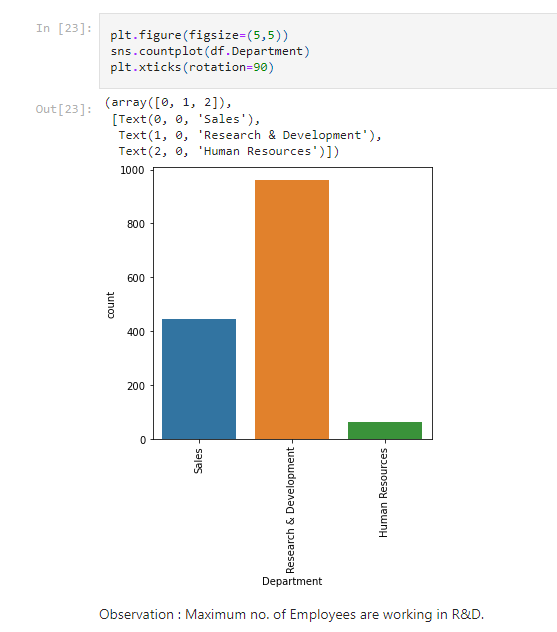 In [23]:
plt.figure(figsize=(5,5))
sns.countplot(df.Department)
plt.xticks(rotation=90)
Out[23]:
(array([0, 1, 2]),
[Text(0, 0, 'Sales'),
Text(1, 0, 'Research & Development'),
Text(2, 0, 'Human Resources')])
1000
800
600
400
200
0
count
Sales
Research & Development
Human Resources
Department
Observation : Maximum no. of Employees are working in R&D.